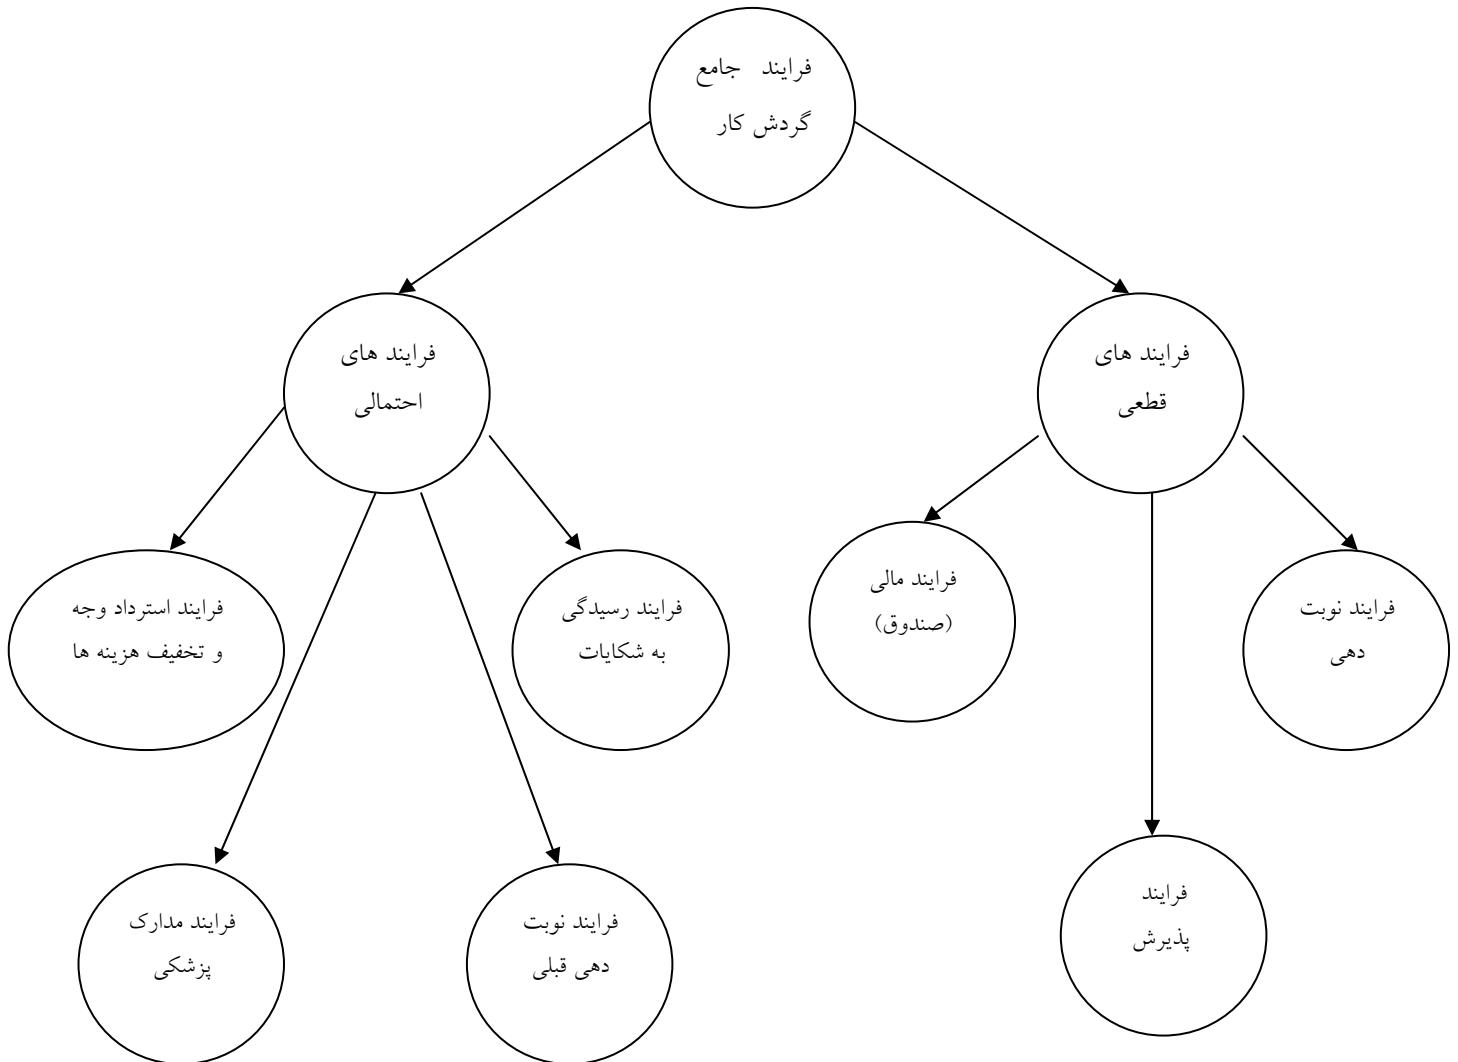 فرایند جامع
گردش کار
فرایند های
قطعی
فرایند های
احتمالی
فرایند نوبت
دهی
فرایند مالی
(صندوق)
فرایند رسیدگی
به شکایات
فرایند استرداد وجه
و تخفیف هزینه ها
فرایند
پذیرش
فرایند نوبت
دهی قبلی
فرایند مدارک
پزشکی